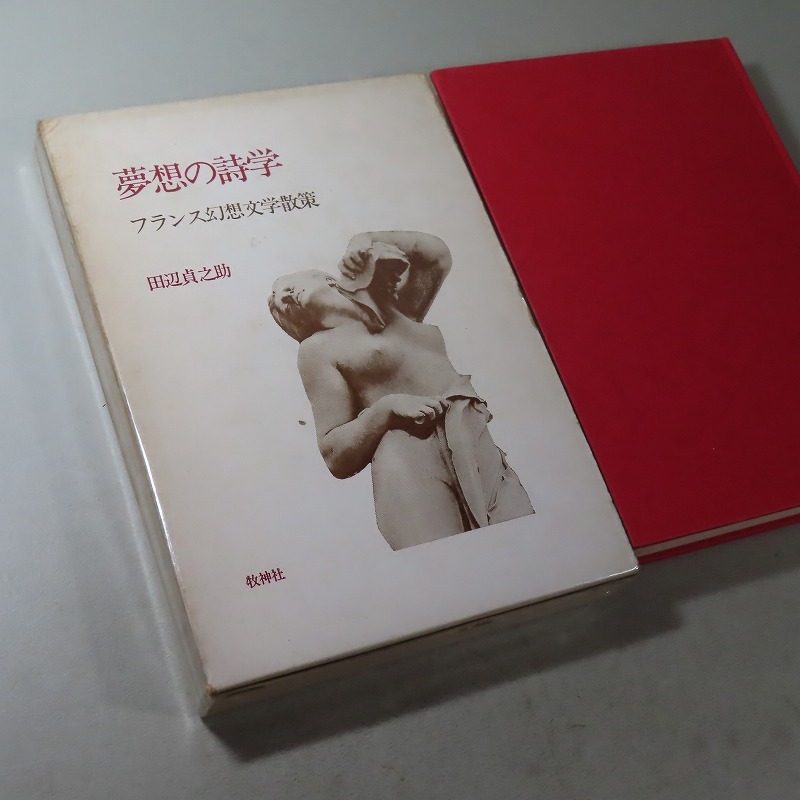 夢想の詩学
フランス幻想文学散策
田辺貞之助
牧神社